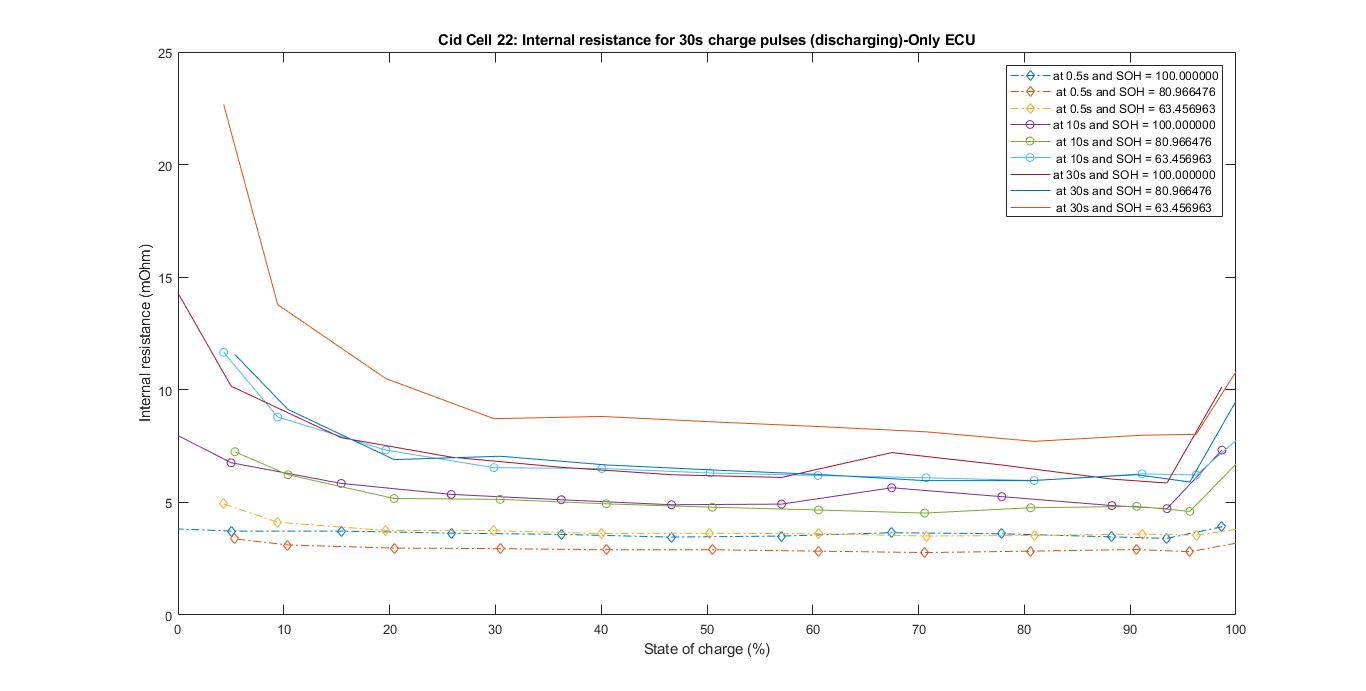 Cid Cell 22: Internal resistance for 30s charge pulses (discharging)-Only ECU
25
20
15
10
5
0
Internal resistance (mOhm)
at 0.5s and SOH = 100.000000
at 0.5s and SOH = 80.966476
at 0.5s and SOH = 63.456963
at 10s and SOH = 100.000000
at 10s and SOH = 80.966476
at 10s and SOH = 63.456963
at 30s and SOH = 100.000000
at 30s and SOH = 80.966476
at 30s and SOH = 63.456963
0 10 20 30 40 50 60 70 80 90 100
State of charge (%)